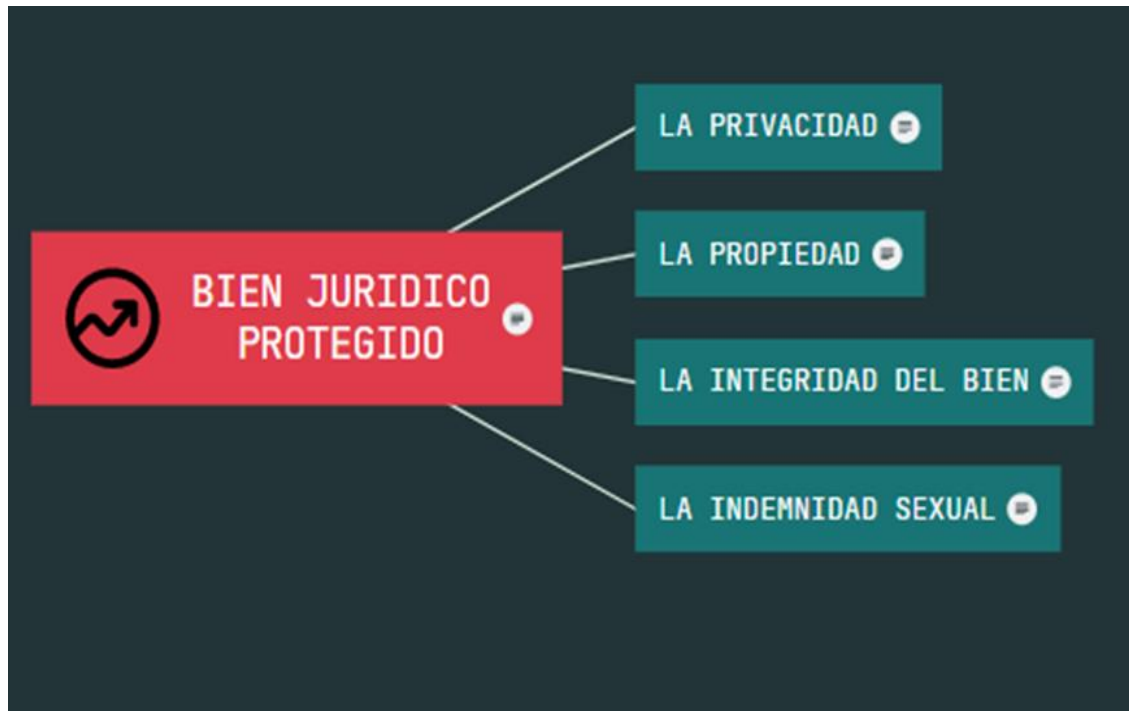 BIEN JURIDICO
PROTEGIDO
LA PRIVACIDAD
LA PROPIEDAD
LA INTEGRIDAD DEL BIEN
LA INDEMNIDAD SEXUAL